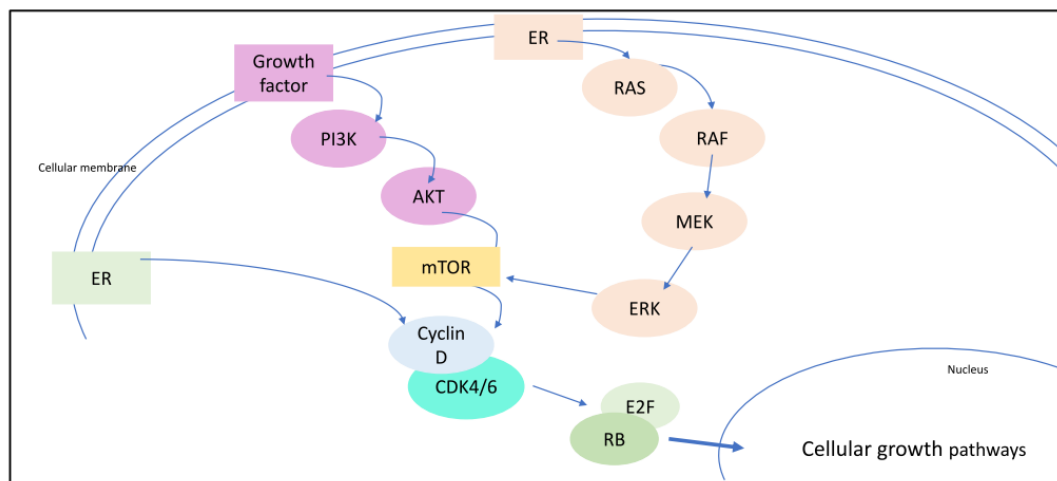 ER
Growth
factor
RAS
PI3K
RAF
Cellular membrane
AKT
MEK
ER
mTOR
ERK
Cyclin
D
CDK4/6
Nucleus
E2F
RB
Cellular growth pathways